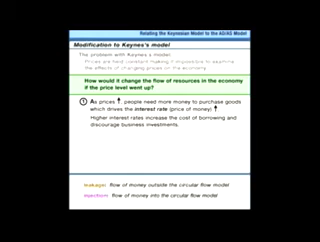 Relating the Keynesian Model to the AD/AS Model
Modification to Keynes's model
The problem with Keynes's model:
Prices are held constant making it impossible to examine
the effects of changing prices on the economy.
How would it change the flow of resources in the economy
if the price level went up?
1 As prices ↑, people need more money to purchase goods
which drives the interest rate (price of money) ↑
Higher interest rates increase the cost of borrowing and
discourage business investments.
leakage: flow of money outside the circular flow model
injection: flow of money into the circular flow model